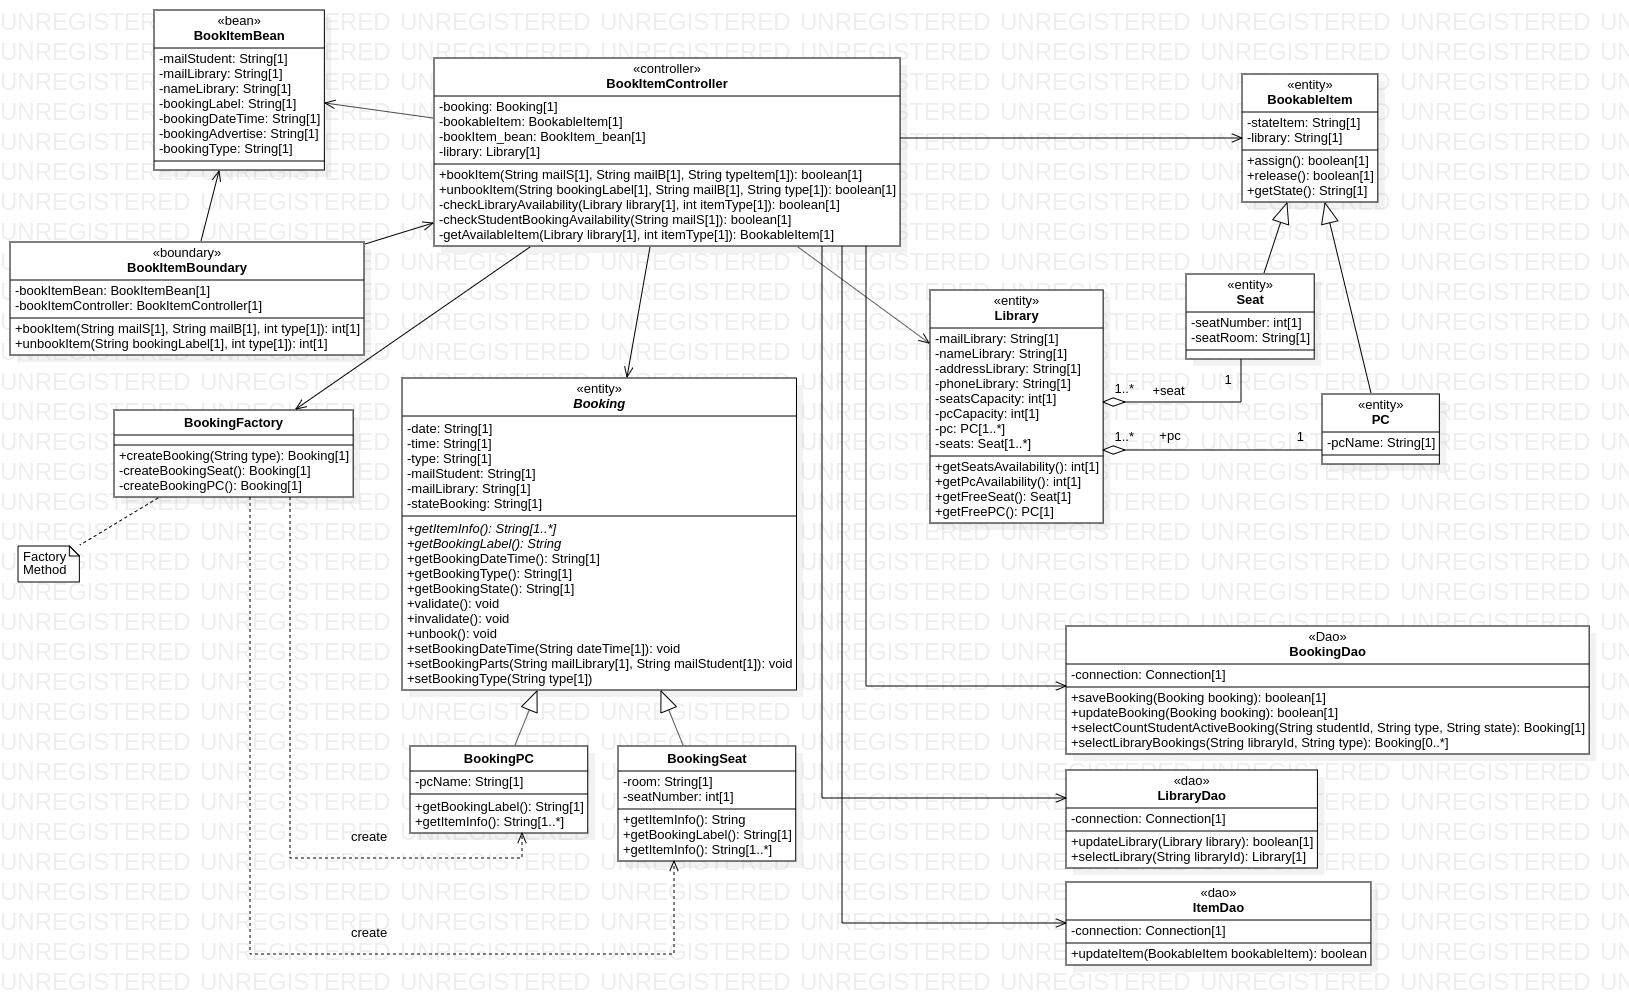 «bean»
BookItemBean
-mailStudent: String[1]
-mailLibrary: String[1]
-nameLibrary: String[1]
-bookingLabel: String[1]
-bookingDateTime: String[1]
-bookingAdvertise: String[1]
-bookingType: String[1]
«controller»
BookItemController
-booking: Booking[1]
-bookableItem: BookableItem[1]
-bookItem_bean: BookItem_bean[1]
-library: Library[1]
+bookItem(String mailS[1], String mailB[1], String typeItem[1]): boolean[1]
+unbookItem(String bookingLabel[1], String mailB[1], String type[1]): boolean[1]
-checkLibraryAvailability(Library library[1], int itemType[1]): boolean[1]
-checkStudentBookingAvailability(String mailS[1]): boolean[1]
-getAvailableItem(Library library[1], int itemType[1]): BookableItem[1]
«entity»
BookableItem
-stateItem: String[1]
-library: String[1]
+assign(): boolean[1]
+release(): boolean[1]
+getState(): String[1]
«boundary»
BookItemBoundary
-bookItemBean: BookItemBean[1]
-bookItemController: BookItemController[1]
+bookItem(String mailS[1], String mailB[1], int type[1]): int[1]
+unbookItem(String bookingLabel[1], int type[1]): int[1]
«entity»
Library
-mailLibrary: String[1]
-nameLibrary: String[1]
-addressLibrary: String[1]
-phoneLibrary: String[1]
-seatsCapacity: int[1]
-pcCapacity: int[1]
-pc: PC[1..*]
-seats: Seat[1..*]
+getSeatsAvailability(): int[1]
+getPcAvailability(): int[1]
+getFreeSeat(): Seat[1]
+getFreePC(): PC[1]
«entity»
Seat
-seatNumber: int[1]
-seatRoom: String[1]
1..*
+seat
1
1..*
+pc
1
«entity»
PC
-pcName: String[1]
BookingFactory
+createBooking(String type): Booking[1]
-createBookingSeat(): Booking[1]
-createBookingPC(): Booking[1]
Factory
Method
«entity»
Booking
-date: String[1]
-time: String[1]
-type: String[1]
-mailStudent: String[1]
-mailLibrary: String[1]
-stateBooking: String[1]
+getItemInfo(): String[1..*]
+getBookingLabel(): String
+getBookingDateTime(): String[1]
+getBookingType(): String[1]
+getBookingState(): String[1]
+validate(): void
+invalidate(): void
+unbook(): void
+setBookingDateTime(String dateTime[1]): void
+setBookingParts(String mailLibrary[1], String mailStudent[1]): void
+setBookingType(String type[1])
BookingPC
-pcName: String[1]
+getBookingLabel(): String[1]
+getItemInfo(): String[1..*]
BookingSeat
-room: String[1]
-seatNumber: int[1]
+getItemInfo(): String
+getBookingLabel(): String[1]
+getItemInfo(): String[1..*]
create
create
«Dao»
BookingDao
-connection: Connection[1]
+saveBooking(Booking booking): boolean[1]
+updateBooking(Booking booking): boolean[1]
+selectCountStudentActiveBooking(String studentId, String type, String state): Booking[1]
+selectLibraryBookings(String libraryId, String type): Booking[0..*]
«dao»
LibraryDao
-connection: Connection[1]
+updateLibrary(Library library): boolean[1]
+selectLibrary(String libraryId): Library[1]
«dao»
ItemDao
-connection: Connection[1]
+updateItem(BookableItem bookableItem): boolean